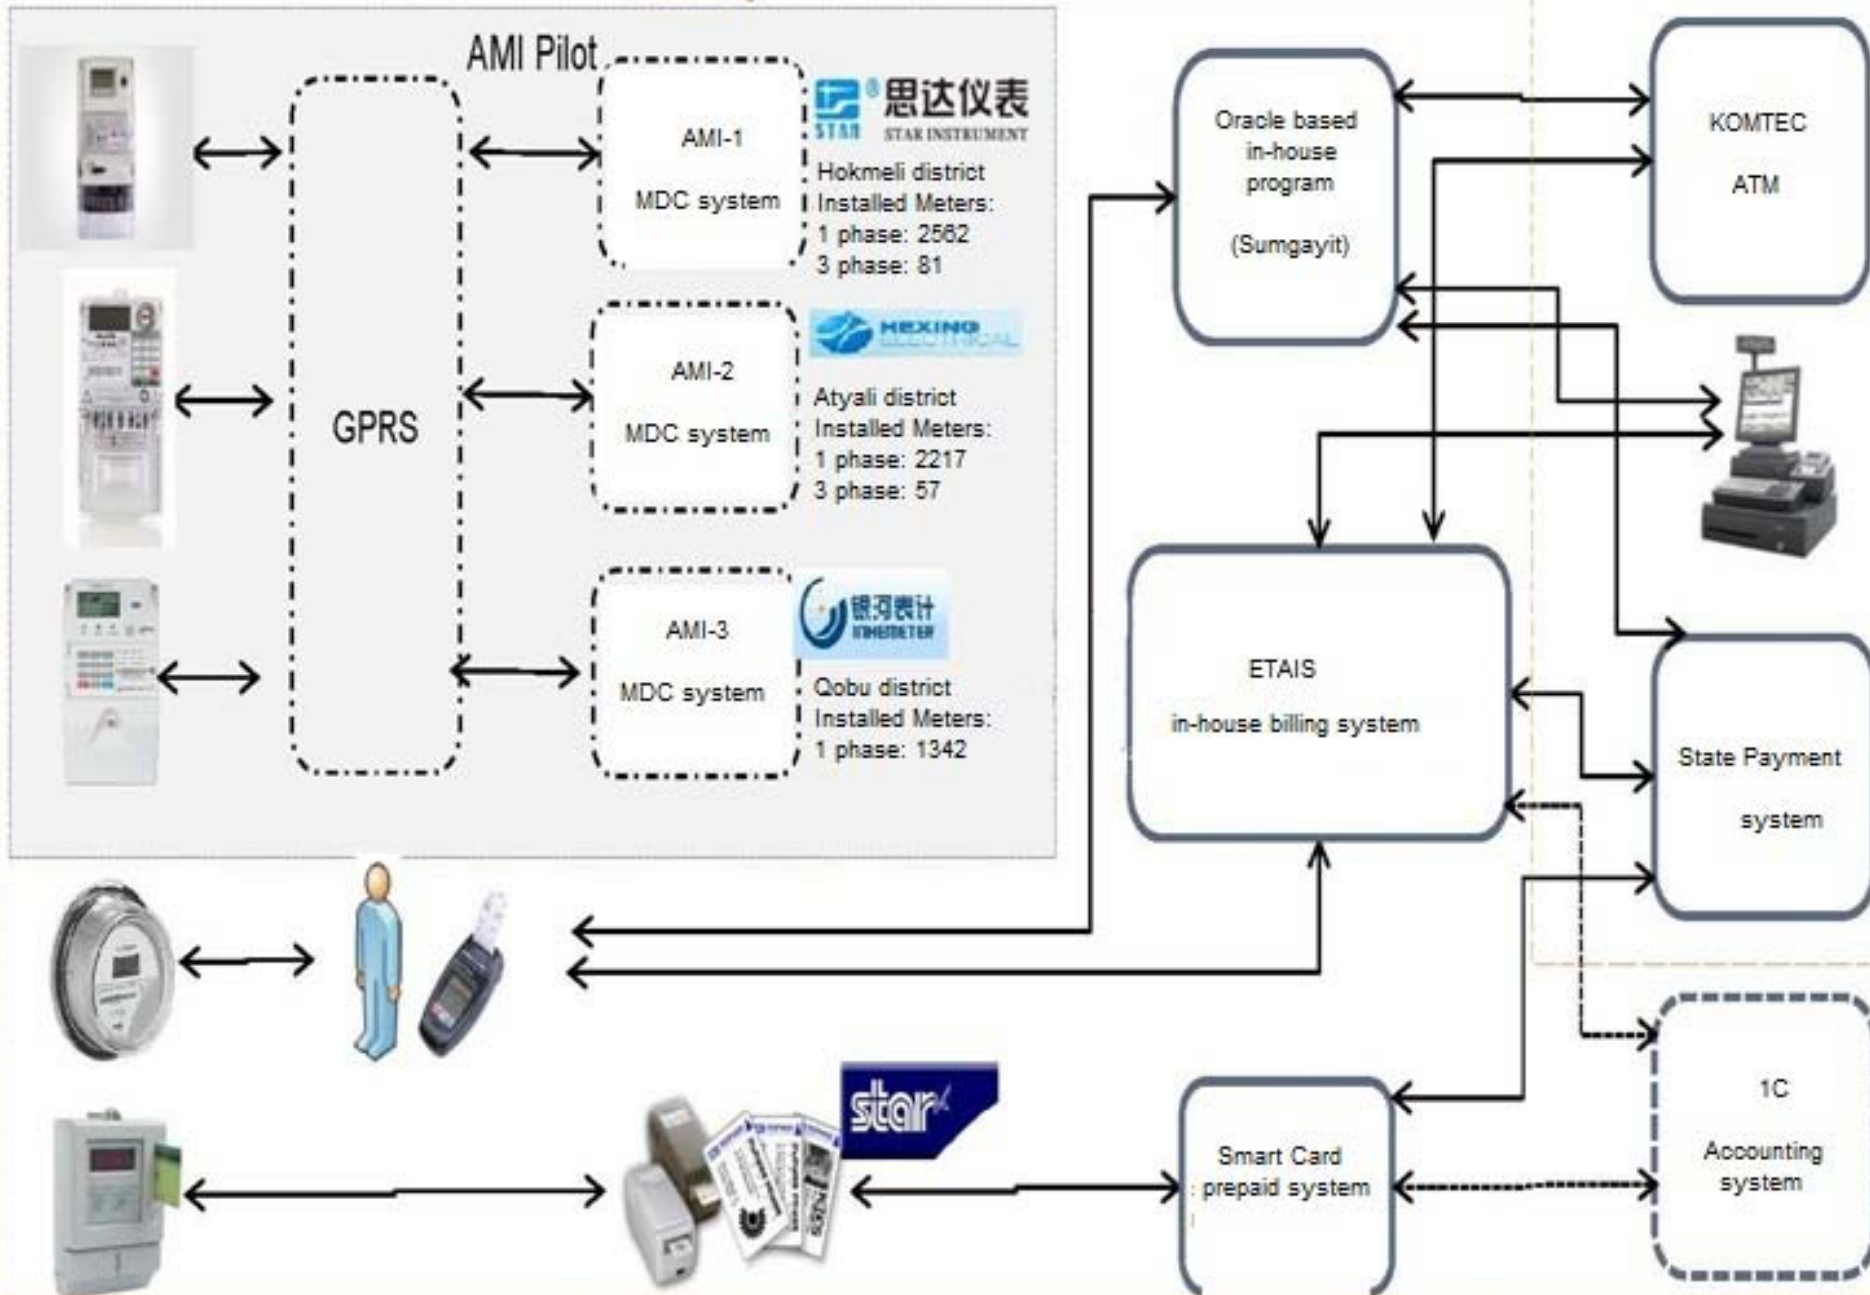 AMI Pilot
GPRS
AMI-1
MDC system
STAR
®
思达仪表
STAR INSTRUMENT
Hokmeli district
Installed Meters:
1 phase: 2562
3 phase: 81
AMI-2
MDC system
HEXING
ELECTRICAL
Atyali district
Installed Meters:
1 phase: 2217
3 phase: 57
AMI-3
MDC system
银河表计
INHEMETER
Qobu district
Installed Meters:
1 phase: 1342
Oracle based
in-house
program
(Sumgayit)
KOMTEC
ATM
ETAIS
in-house billing system
State Payment
system
star
Smart Card
prepaid system
1C
Accounting
system